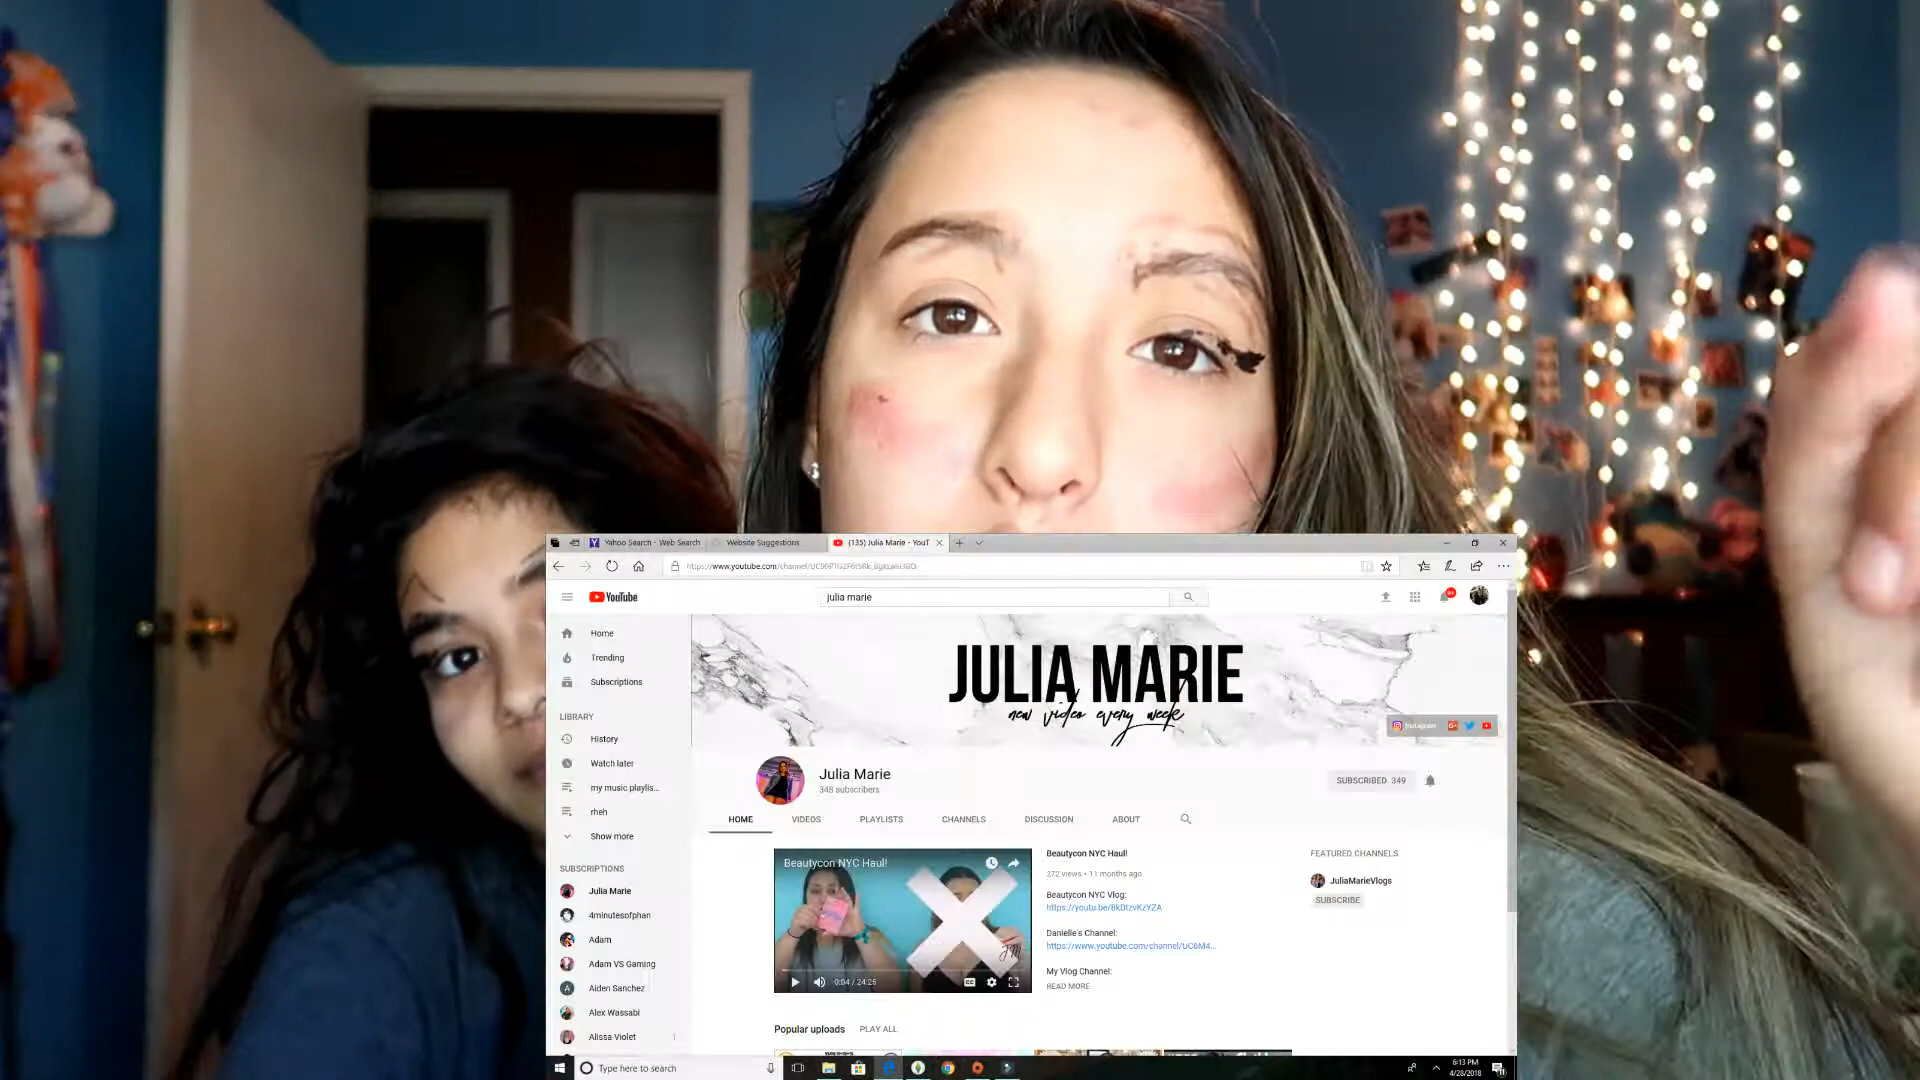 Yahoo Search - Web Search
Website Suggestions
(135) Julia Marie - YouT
YouTube
julia marie
Home
Trending
Subscriptions
LIBRARY
History
Watch later
my music playlis...
rheh
Show more
SUBSCRIPTIONS
Julia Marie
4minutesofphan
Adam
Adam VS Gaming
Aiden Sanchez
Alex Wassabi
Alissa Violet
1
JULIA MARIE
new video every week
Instagram
Julia Marie
348 subscribers
SUBSCRIBED 349
HOME
VIDEOS
PLAYLISTS
CHANNELS
DISCUSSION
ABOUT
Beautycon NYC Haul!
0:04 / 24:26
JM
Beautycon NYC Haul!
272 views • 11 months ago
Beautycon NYC Vlog:
https://youtu.be/8kDtzvKzYZA
Danielle's Channel:
https://www.youtube.com/channel/UC6M4...
My Vlog Channel:
READ MORE
FEATURED CHANNELS
JuliaMarieVlogs
SUBSCRIBE
Popular uploads
PLAY ALL
Type here to search
6:13 PM
4/28/2018